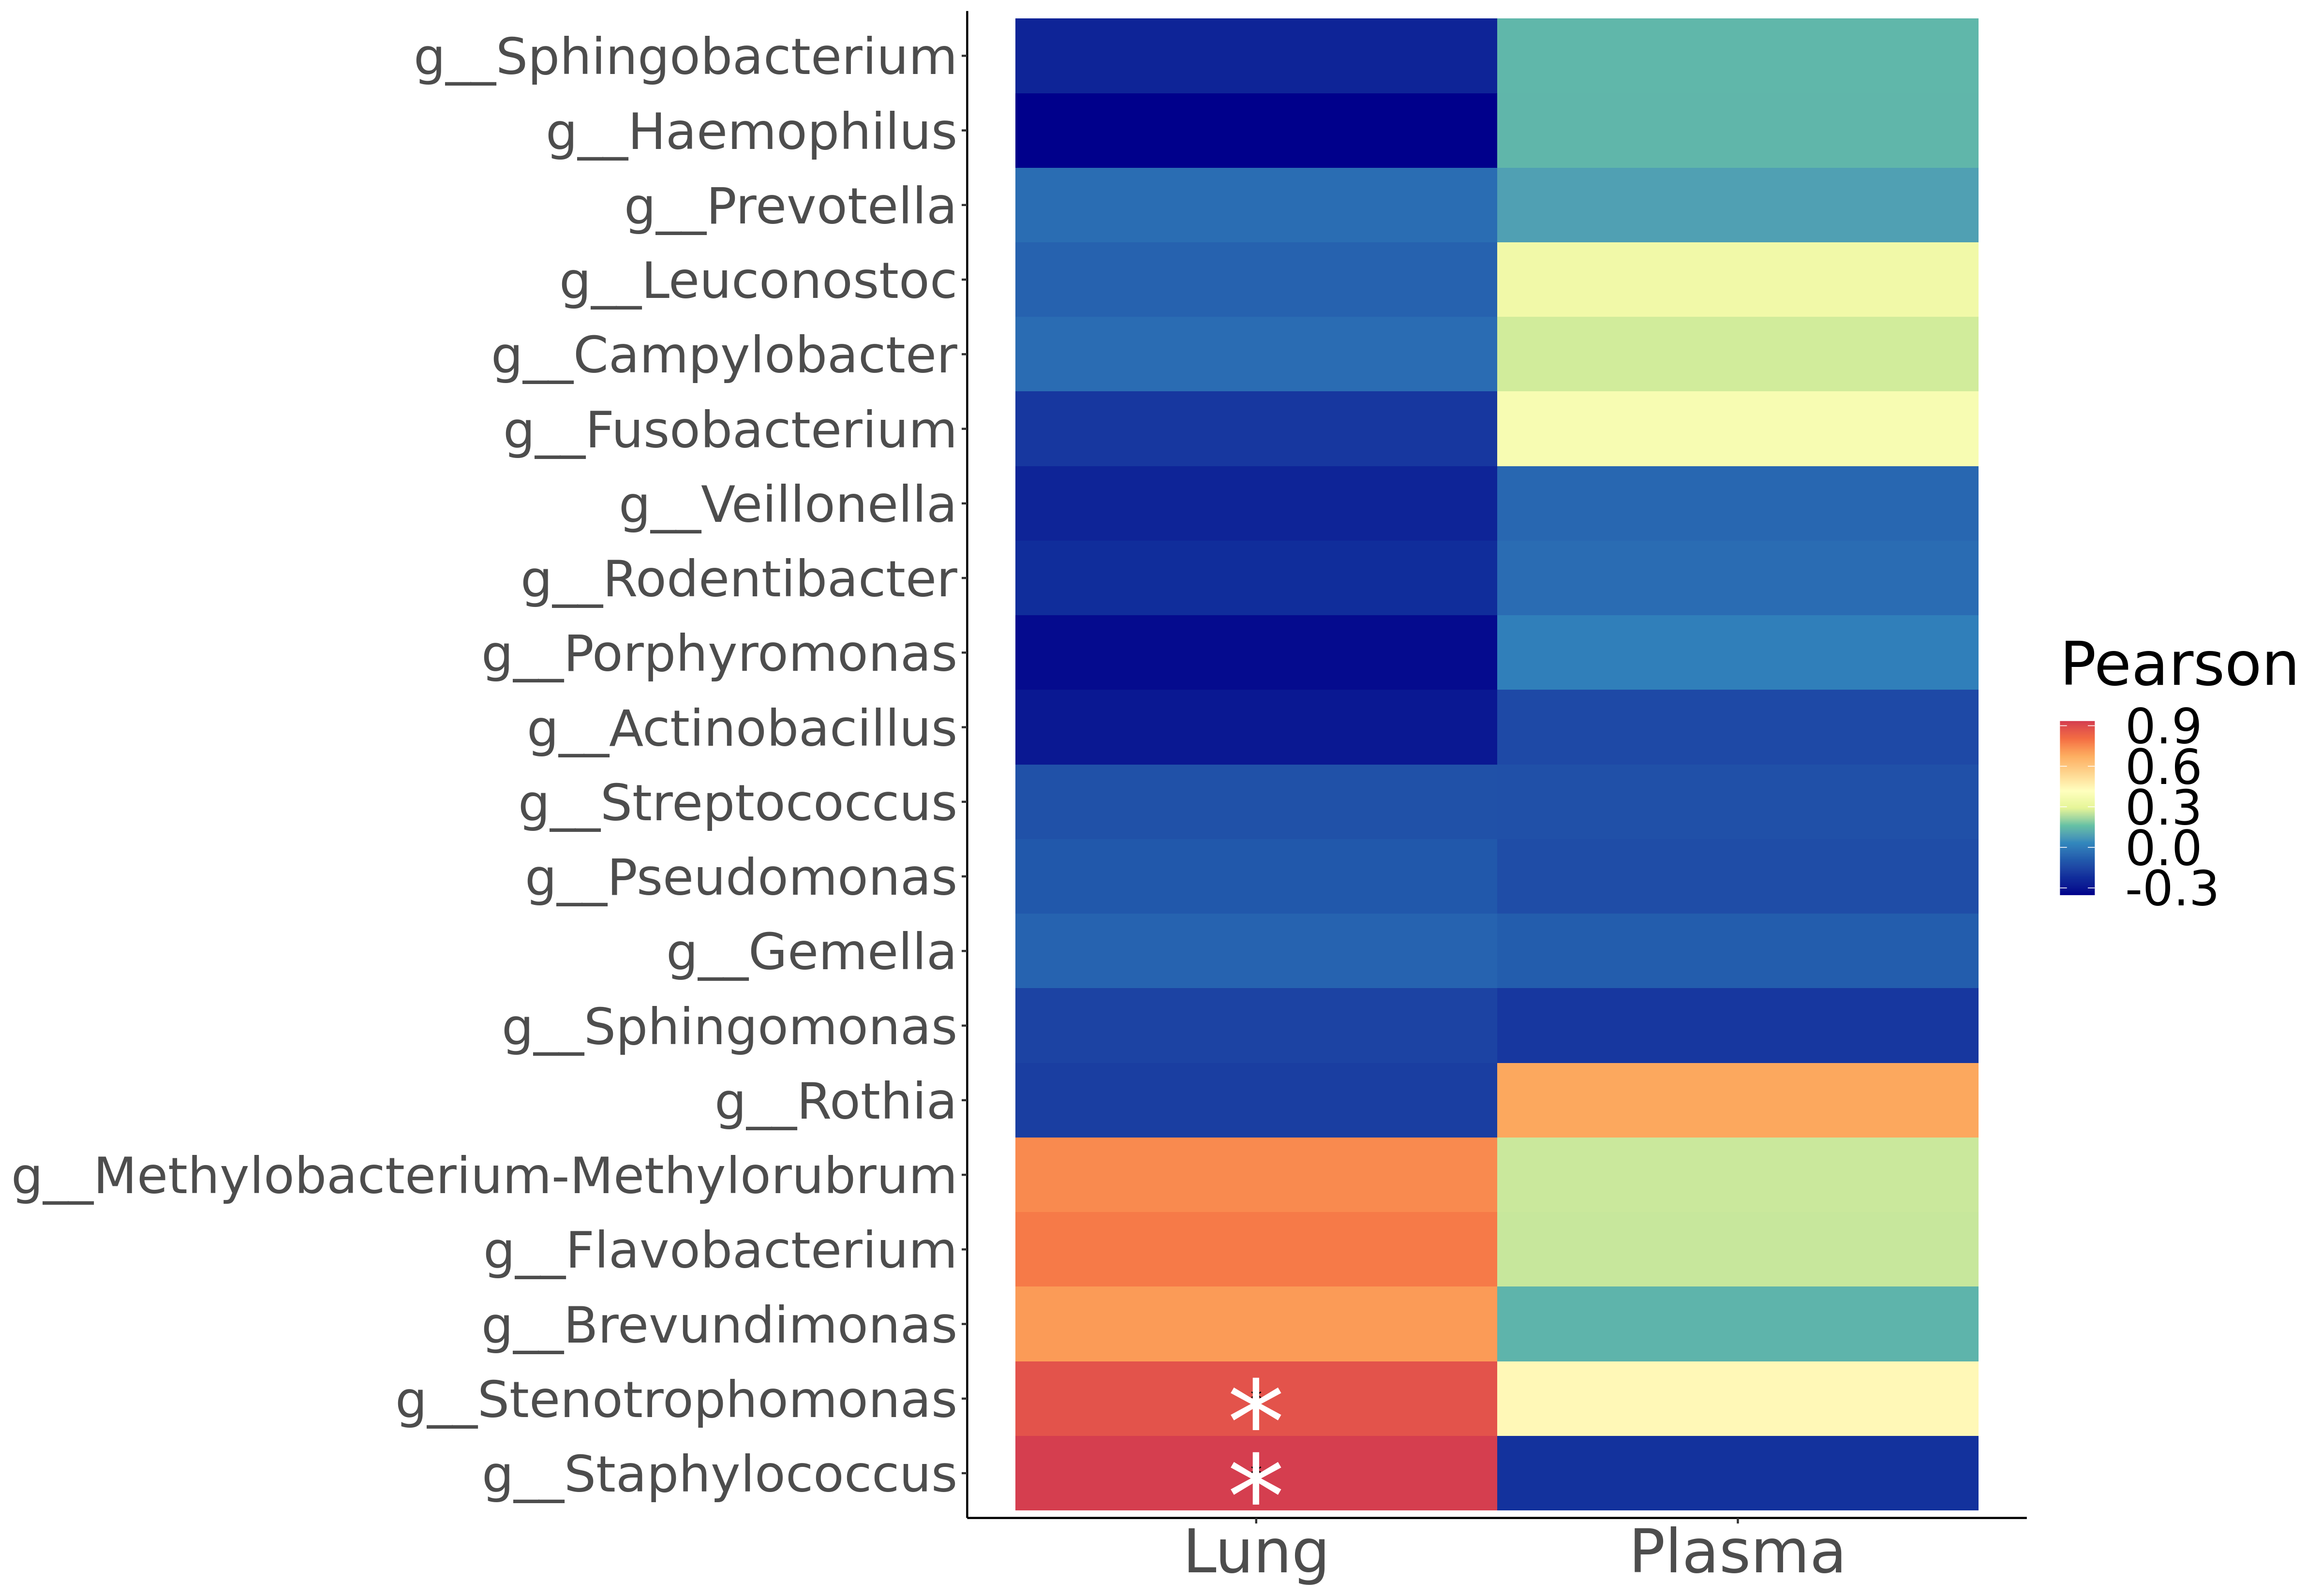 g__Sphingobacterium
g__Haemophilus
g__Prevotella
g__Leuconostoc
g__Campylobacter
g__Fusobacterium
g__Veillonella
g__Rodentibacter
g__Porphyromonas
g__Actinobacillus
g__Streptococcus
g__Pseudomonas
g__Gemella
g__Sphingomonas
g__Rothia
g__Methylobacterium-Methylorubrum
g__Flavobacterium
g__Brevundimonas
g__Stenotrophomonas
*
g__Staphylococcus
*
Lung Plasma
Pearson
0.9
0.6
0.3
0.0
-0.3